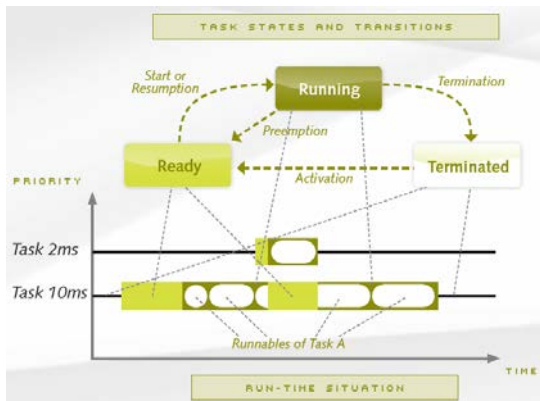 TASK STATES AND TRANSITIONS
Start or
Resumption
Running
Termination
Preemption
Ready
Terminated
Activation
PRIORITY
Task 2ms
Task 10ms
Runnables of Task A
TIME
RUN-TIME SITUATION